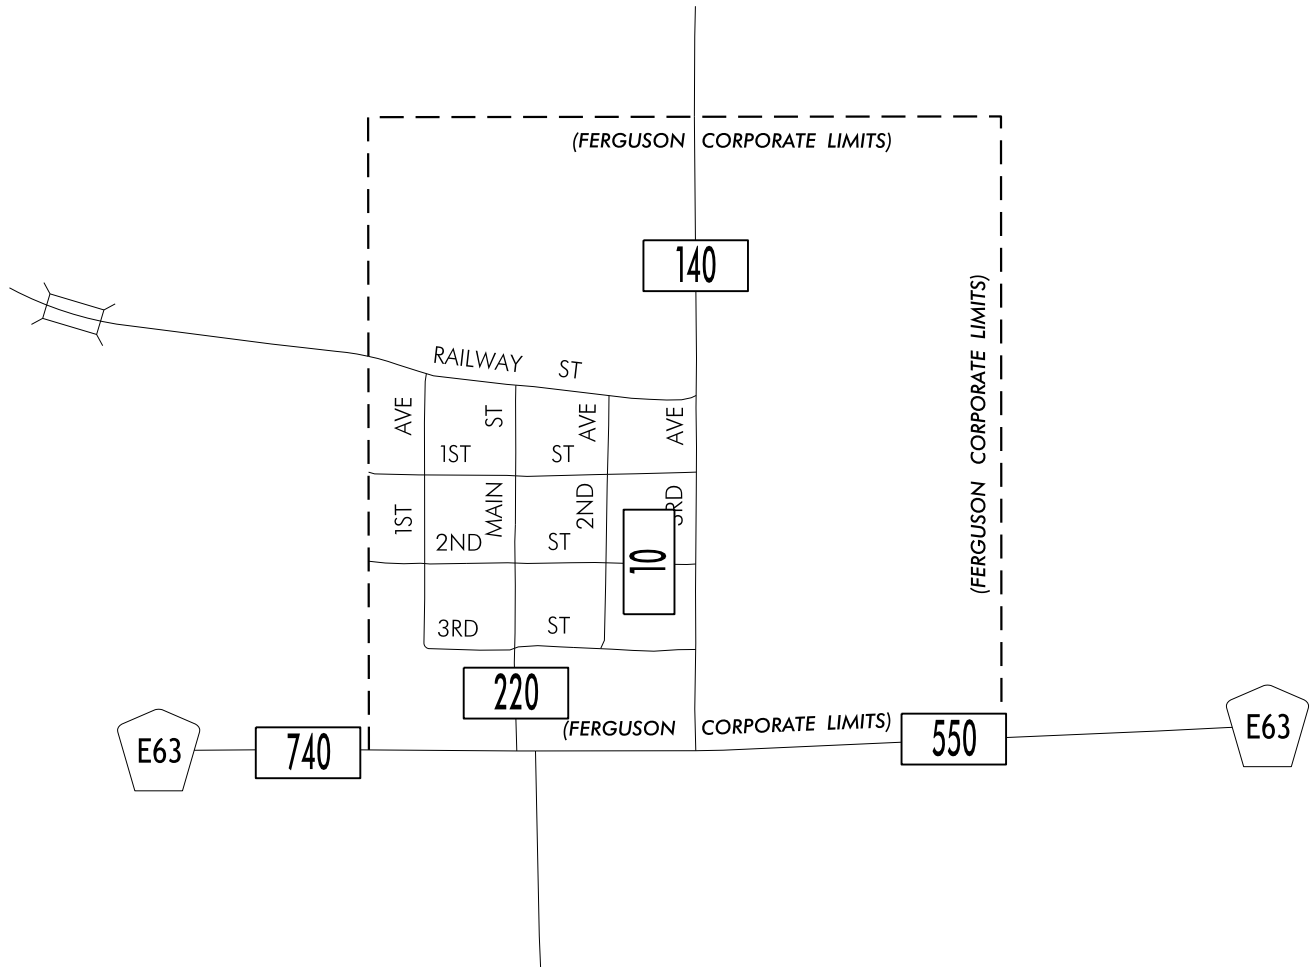 (FERGUSON CORPORATE LIMITS)
140
(FERGUSON CORPORATE LIMITS)
RAILWAY ST
1ST AVE
MAIN ST
2ND AVE
3RD AVE
1ST ST
2ND ST
10
3RD ST
220
(FERGUSON CORPORATE LIMITS)
E63
740
550
E63